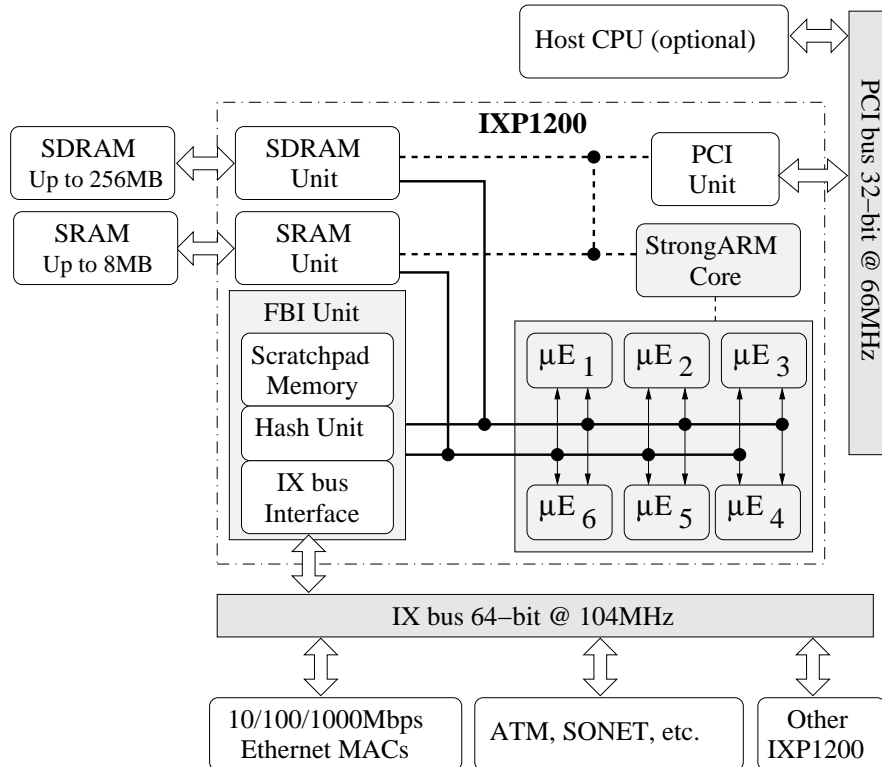 Host CPU (optional)
PCI bus 32−bit @ 66MHz
IXP1200
SDRAM
Up to 256MB
SDRAM
Unit
PCI
Unit
SRAM
Up to 8MB
SRAM
Unit
StrongARM
Core
FBI Unit
Scratchpad
Memory
Hash Unit
IX bus
Interface
µE 1
µE 2
µE 3
µE 6
µE 5
µE 4
IX bus 64−bit @ 104MHz
10/100/1000Mbps
Ethernet MACs
ATM, SONET, etc.
Other
IXP1200